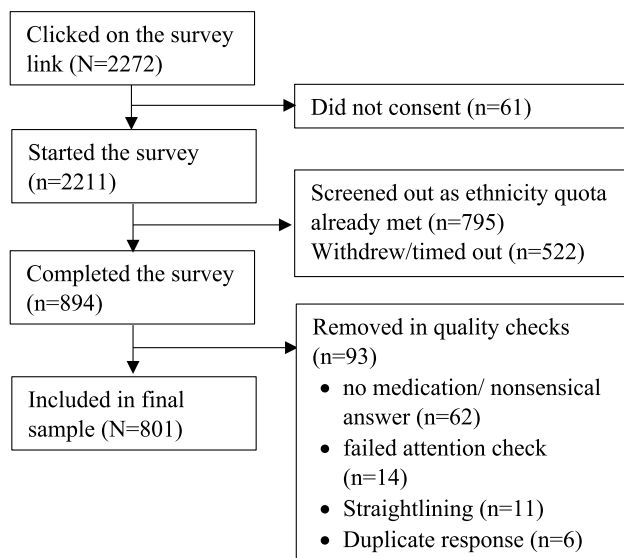 Clicked on the survey
link (N=2272)
Did not consent (n=61)
Started the survey
(n=2211)
Screened out as ethnicity quota
already met (n=795)
Withdrew/timed out (n=522)
Completed the survey
(n=894)
Removed in quality checks
(n=93)
• no medication/ nonsensical
answer (n=62)
• failed attention check
(n=14)
• Straightlining (n=11)
• Duplicate response (n=6)
Included in final
sample (N=801)